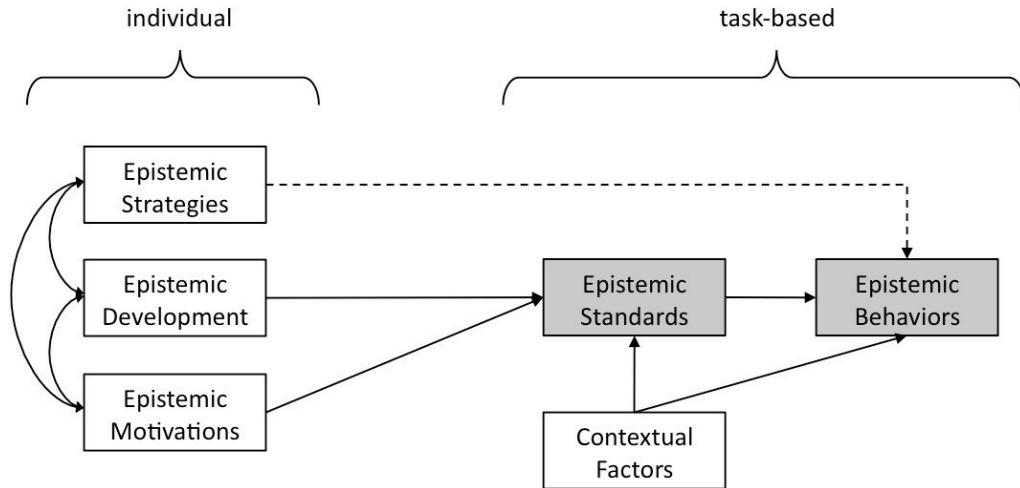 individual
task-based
Epistemic
Strategies
Epistemic
Development
Epistemic
Standards
Epistemic
Behaviors
Epistemic
Motivations
Contextual
Factors